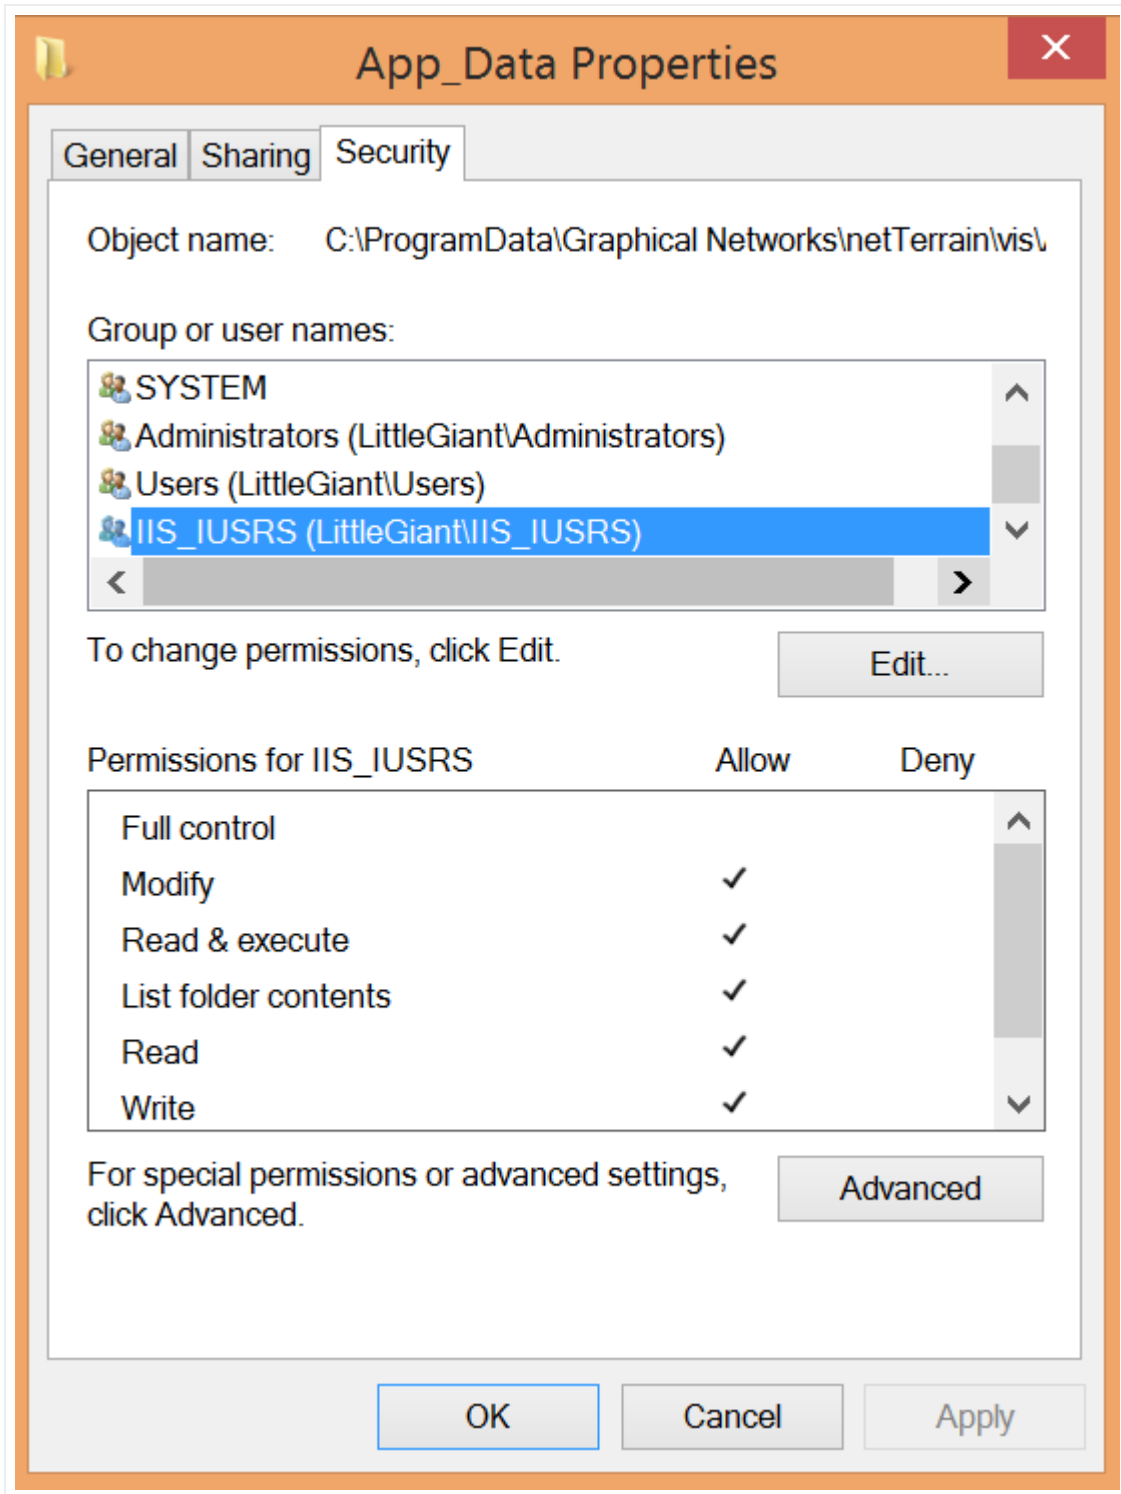 App_Data Properties
General Sharing Security
Object name: C:\ProgramData\Graphical Networks\netTerrain\vis\
Group or user names:
SYSTEM
Administrators (LittleGiant\Administrators)
Users (LittleGiant\Users)
IIS_IUSRS (LittleGiant\IIS_IUSRS)
To change permissions, click Edit.
Edit...
Permissions for IIS_IUSRS Allow Deny
Full control
Modify
Read & execute
List folder contents
Read
Write
For special permissions or advanced settings,
click Advanced.
Advanced
OK Cancel Apply